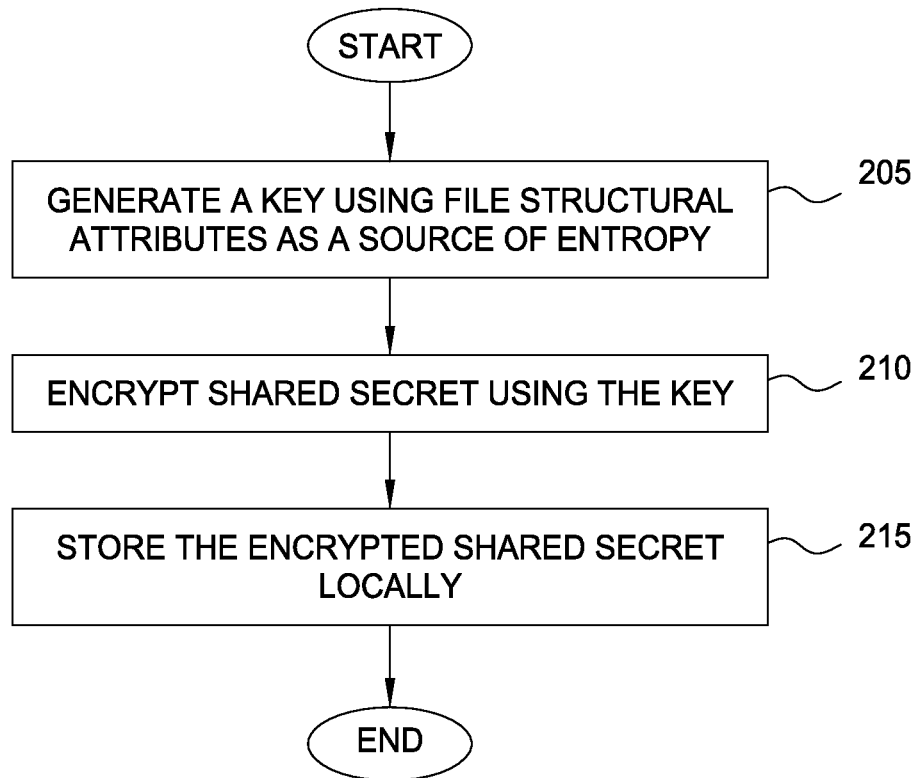 START
205
GENERATE A KEY USING FILE STRUCTURAL
ATTRIBUTES AS A SOURCE OF ENTROPY
210
ENCRYPT SHARED SECRET USING THE KEY
215
STORE THE ENCRYPTED SHARED SECRET
LOCALLY
END